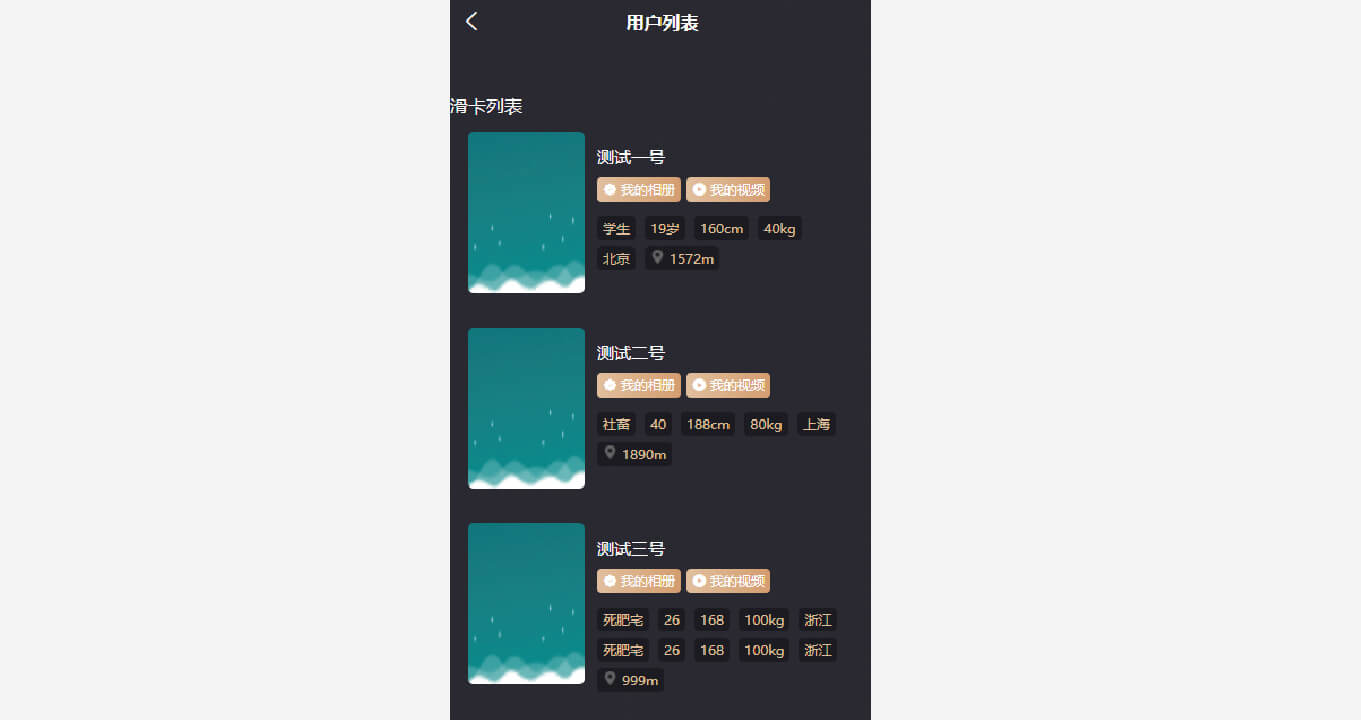 用户列表
滑卡列表
测试一号
我的相册 我的视频
学生 19岁 160cm 40kg
北京 1572m
测试二号
我的相册 我的视频
社畜 40 188cm 80kg 上海
1890m
测试三号
我的相册 我的视频
死肥宅 26 168 100kg 浙江
死肥宅 26 168 100kg 浙江
999m